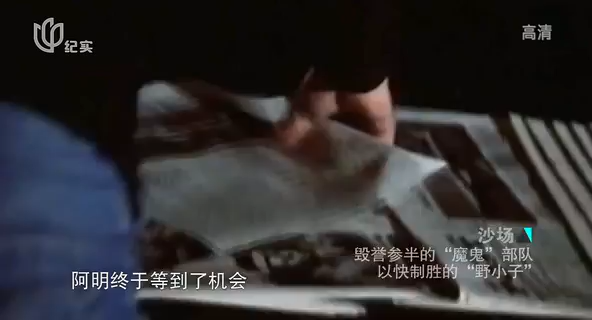 纪实
高清
沙场
毁誉参半的“魔鬼”部队
以快制胜的“野小子”
阿明终于等到了机会